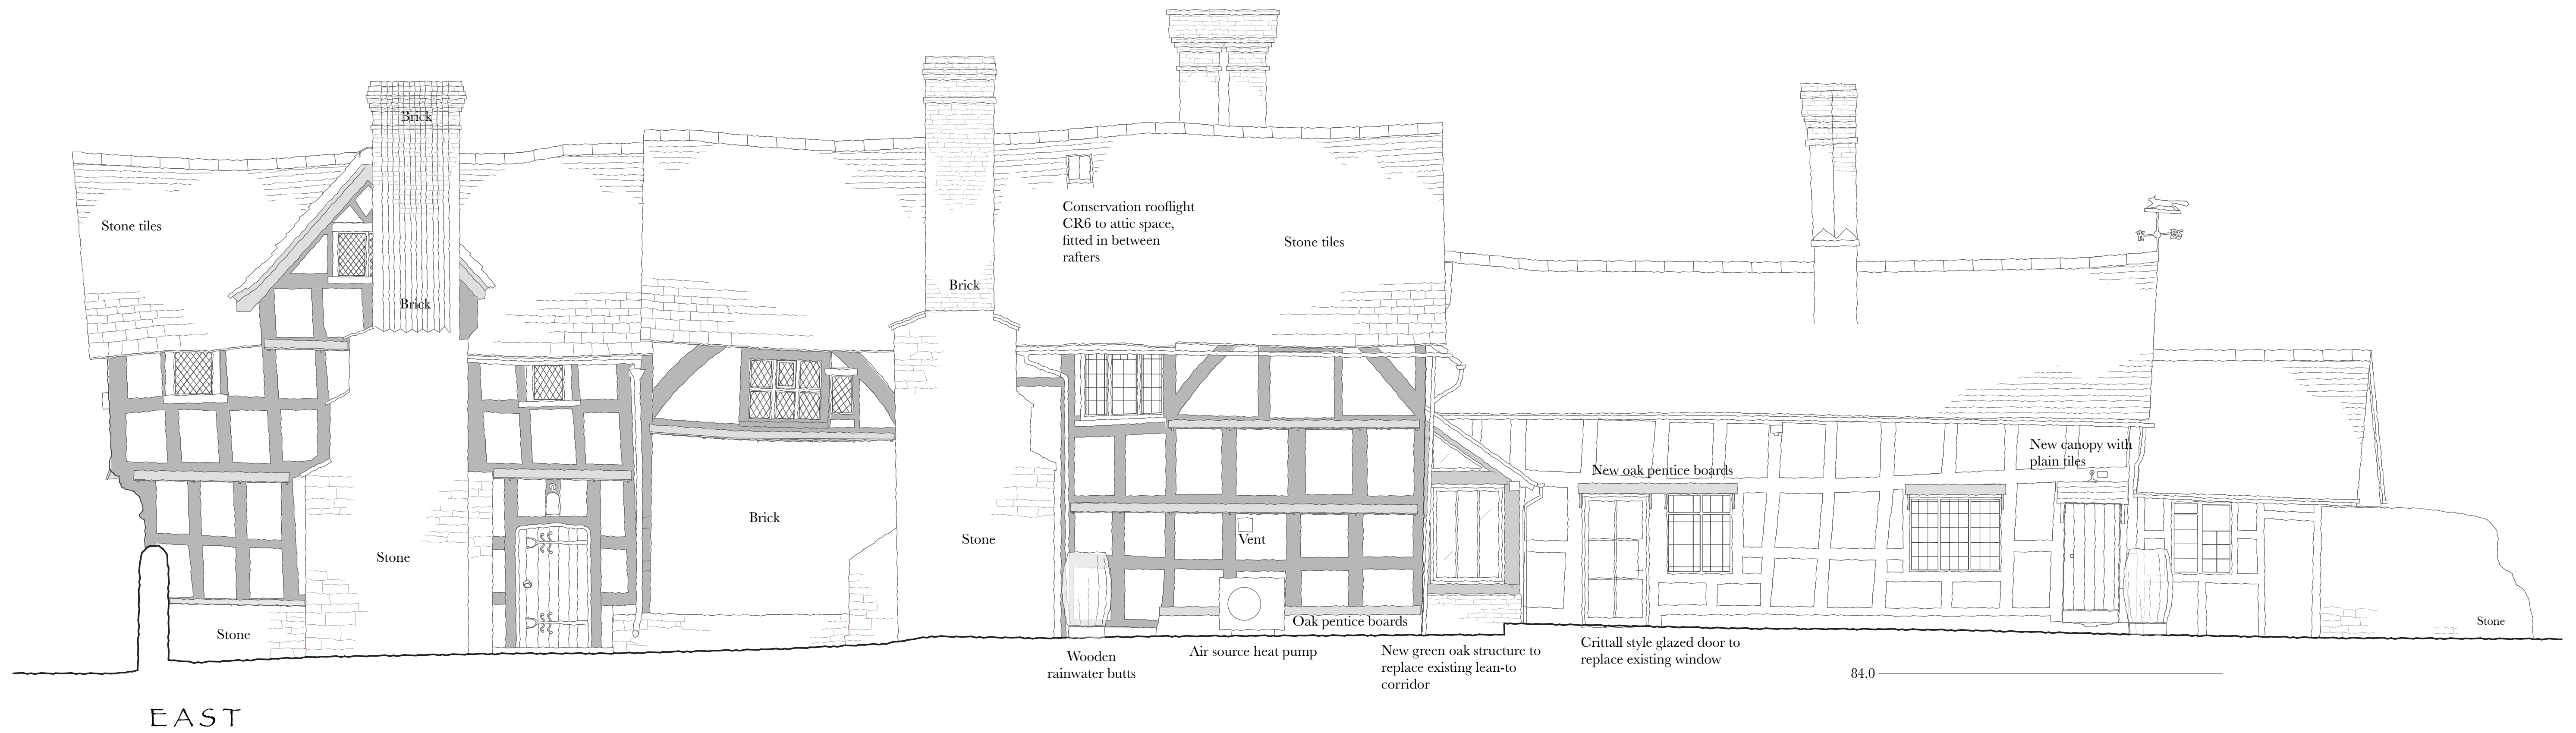 Brick
Stone tiles
Conservation rooflight
CR6 to attic space,
fitted in between
rafters
Stone tiles
Brick
Brick
New canopy with
plain tiles
New oak pentice boards
Brick
Vent
Stone
Stone
Oak pentice boards
Stone
Stone
Wooden
rainwater butts
Air source heat pump
New green oak structure to
replace existing lean-to
corridor
Crittall style glazed door to
replace existing window
84.0
EAST